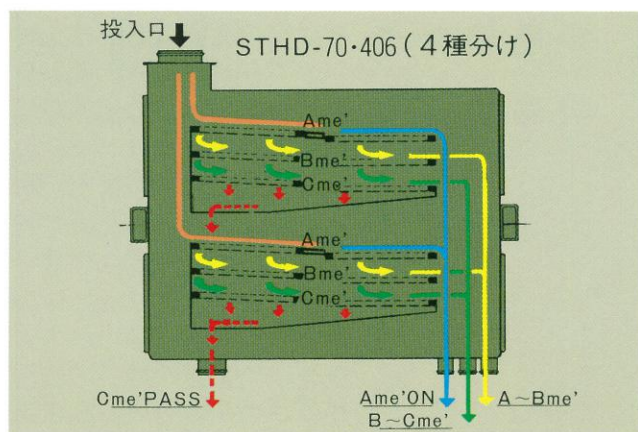 投入口
STHD-70・406(4種分け)
Ame'
Bme'
Cme'
Ame'
Bme'
Cme'
Cme'PASS
Ame'ON
A~Bme'
B~Cme'